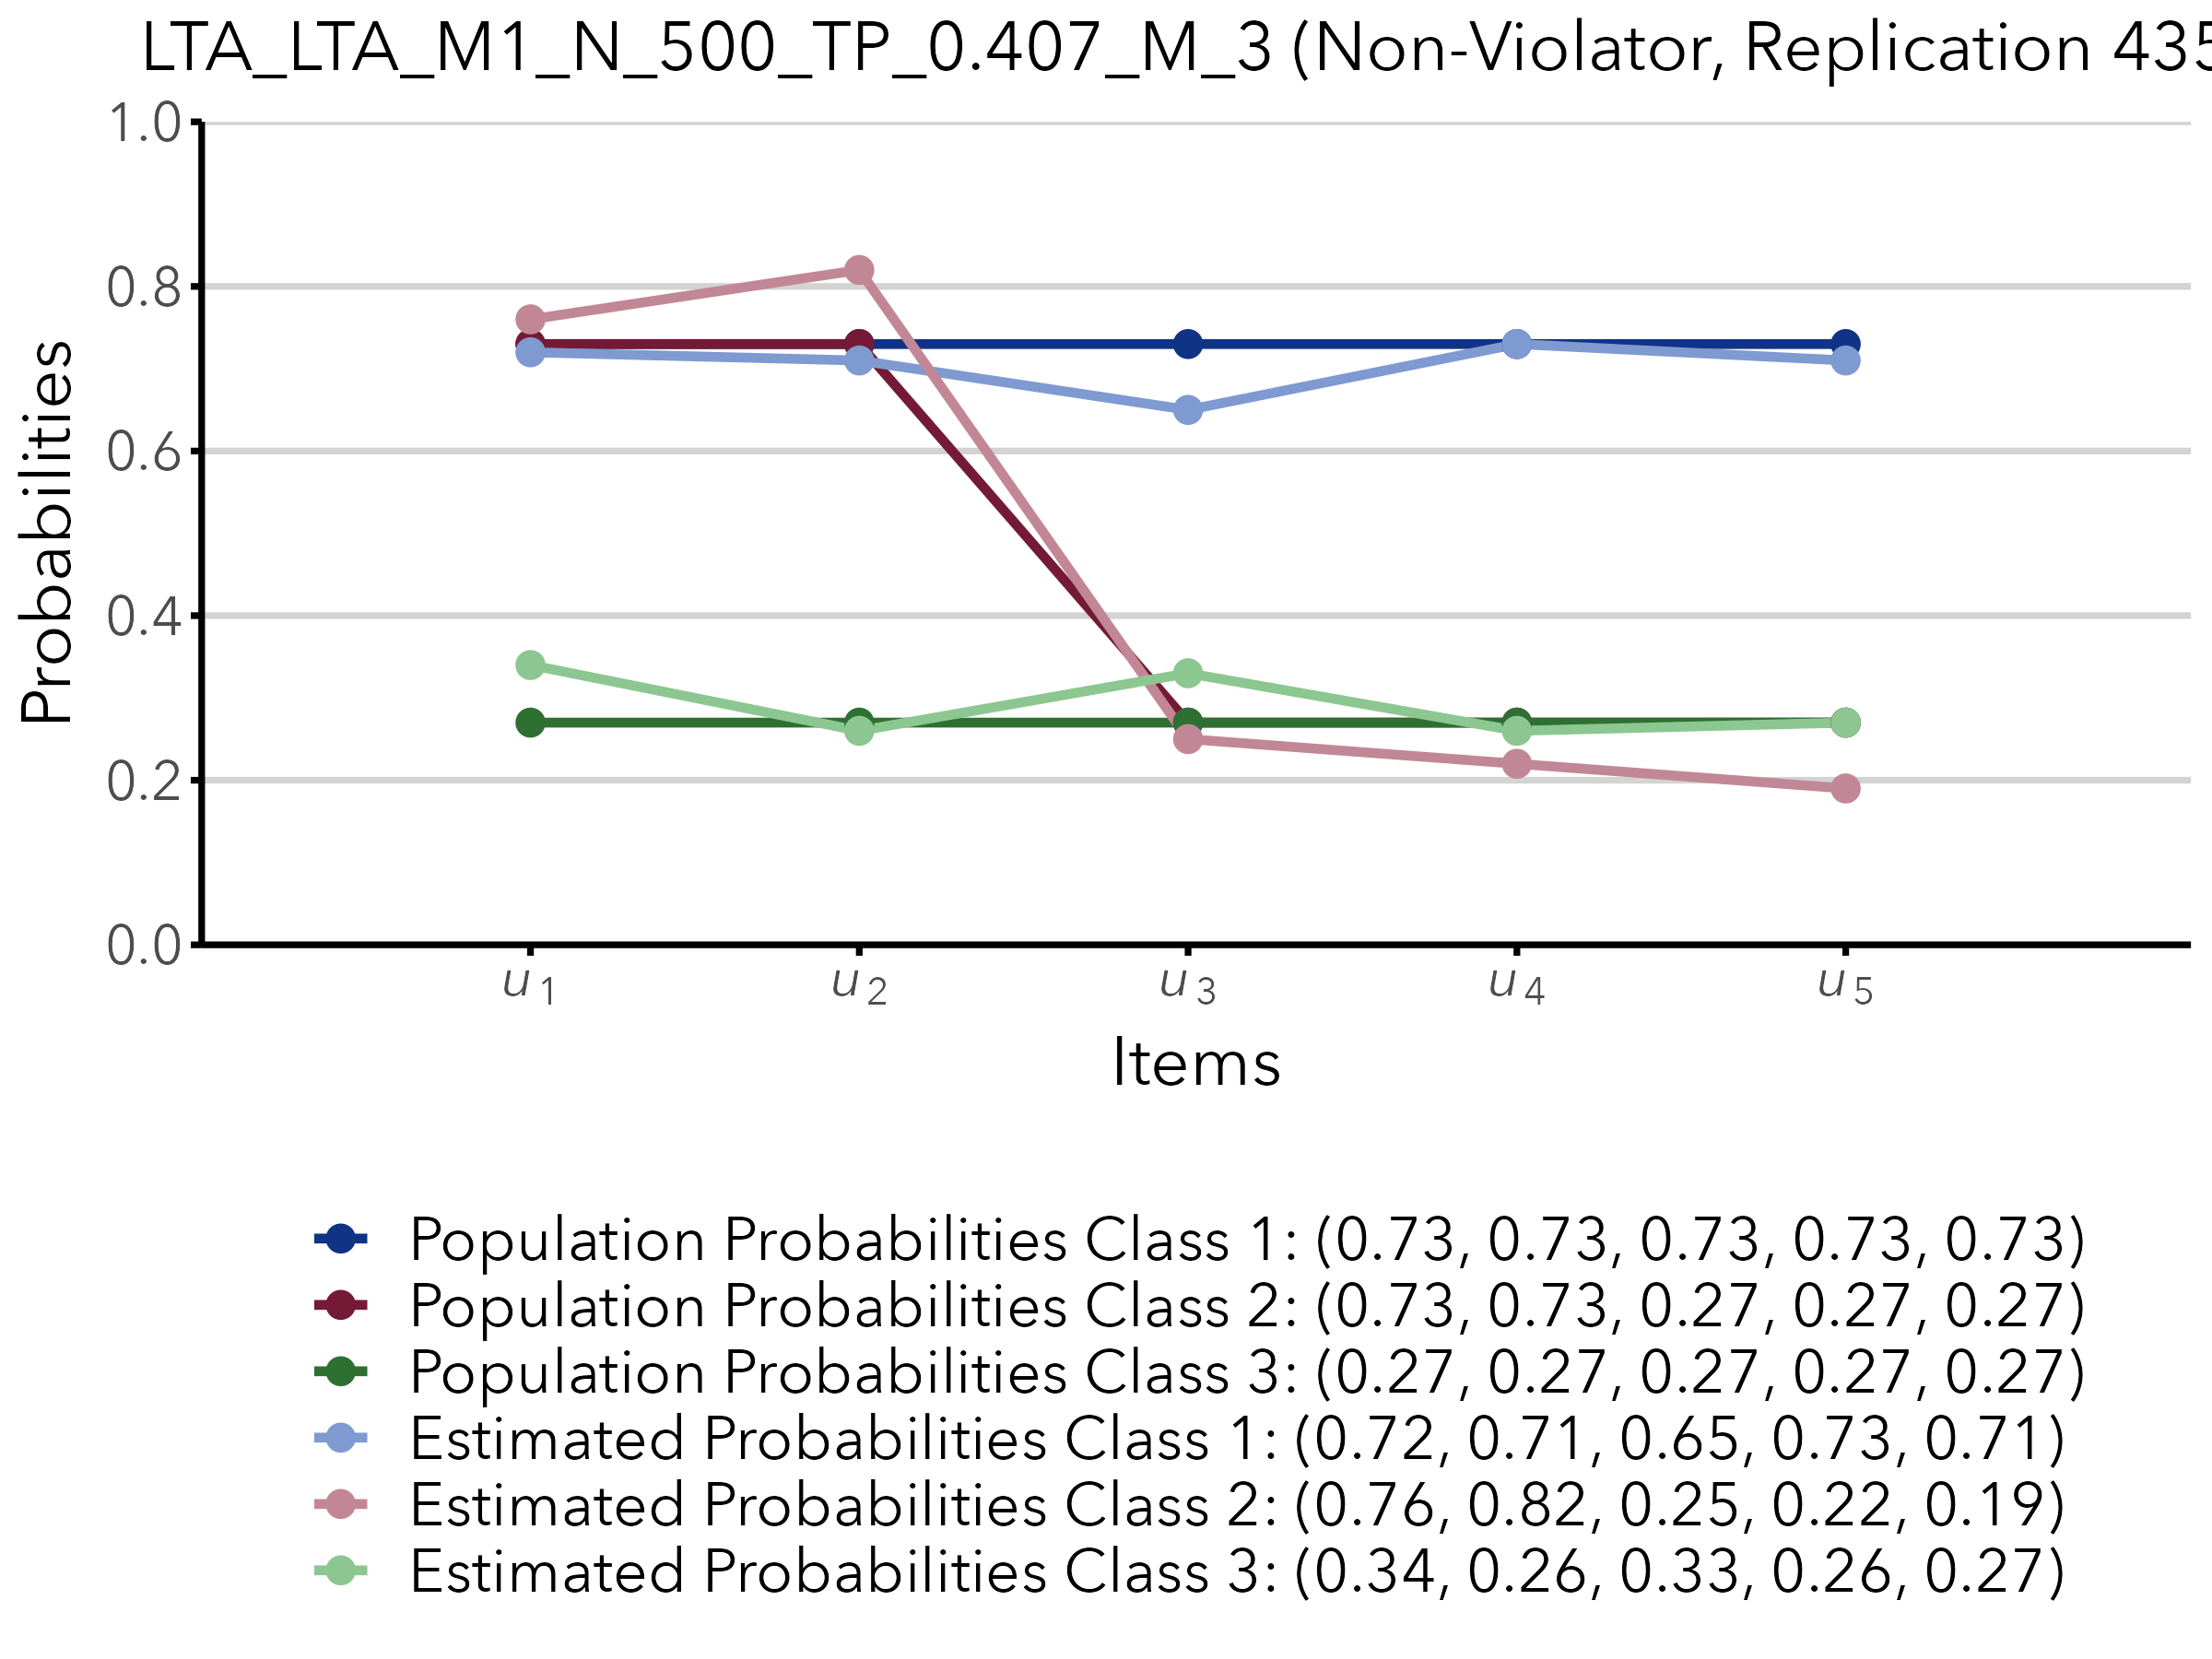 LTA_LTA_M1_N_500_TP_0.407_M_3 (Non-Violator, Replication 435
1.0
0.8
0.6
0.4
0.2
0.0
Probabilities
u1 u2 u3 u4 u5
Items
Population Probabilities Class 1: (0.73, 0.73, 0.73, 0.73, 0.73)
Population Probabilities Class 2: (0.73, 0.73, 0.27, 0.27, 0.27)
Population Probabilities Class 3: (0.27, 0.27, 0.27, 0.27, 0.27)
Estimated Probabilities Class 1: (0.72, 0.71, 0.65, 0.73, 0.71)
Estimated Probabilities Class 2: (0.76, 0.82, 0.25, 0.22, 0.19)
Estimated Probabilities Class 3: (0.34, 0.26, 0.33, 0.26, 0.27)